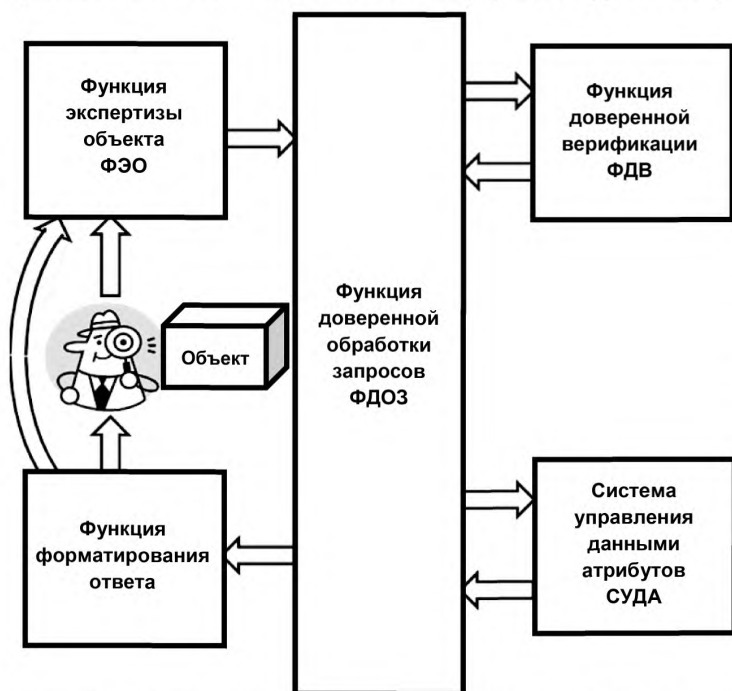 Функция
экспертизы
объекта
ФЭО
Функция
доверенной
верификации
ФДВ
Функция
доверенной
обработки
запросов
ФДОЗ
Объект
Функция
форматирования
ответа
Система
управления
данными
атрибутов
СУДА